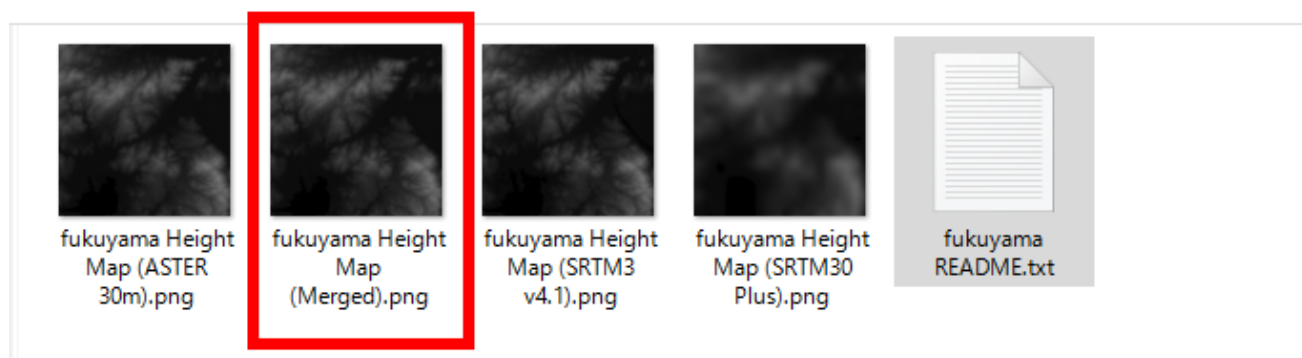 fukuyama Height
Map (ASTER
30m).png
fukuyama Height
Map
(Merged).png
fukuyama Height
Map (SRTM3
v4.1).png
fukuyama Height
Map (SRTM30
Plus).png
fukuyama
README.txt